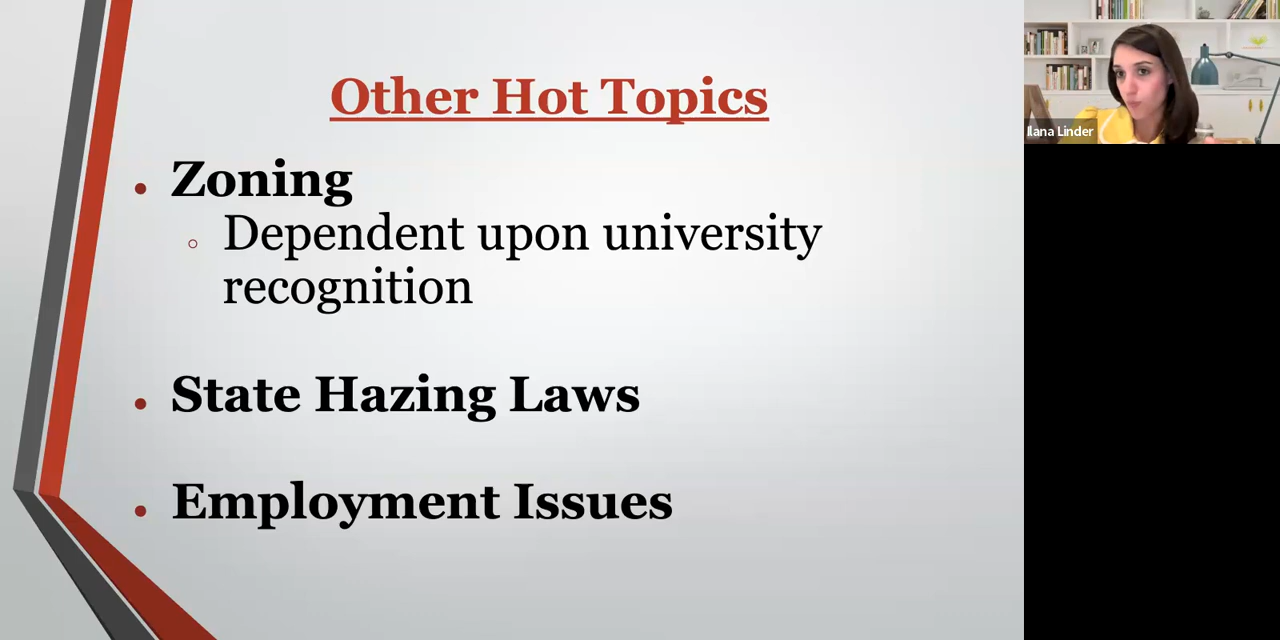 Other Hot Topics
Zoning
Dependent upon university
recognition
State Hazing Laws
Employment Issues
Ilana Linder